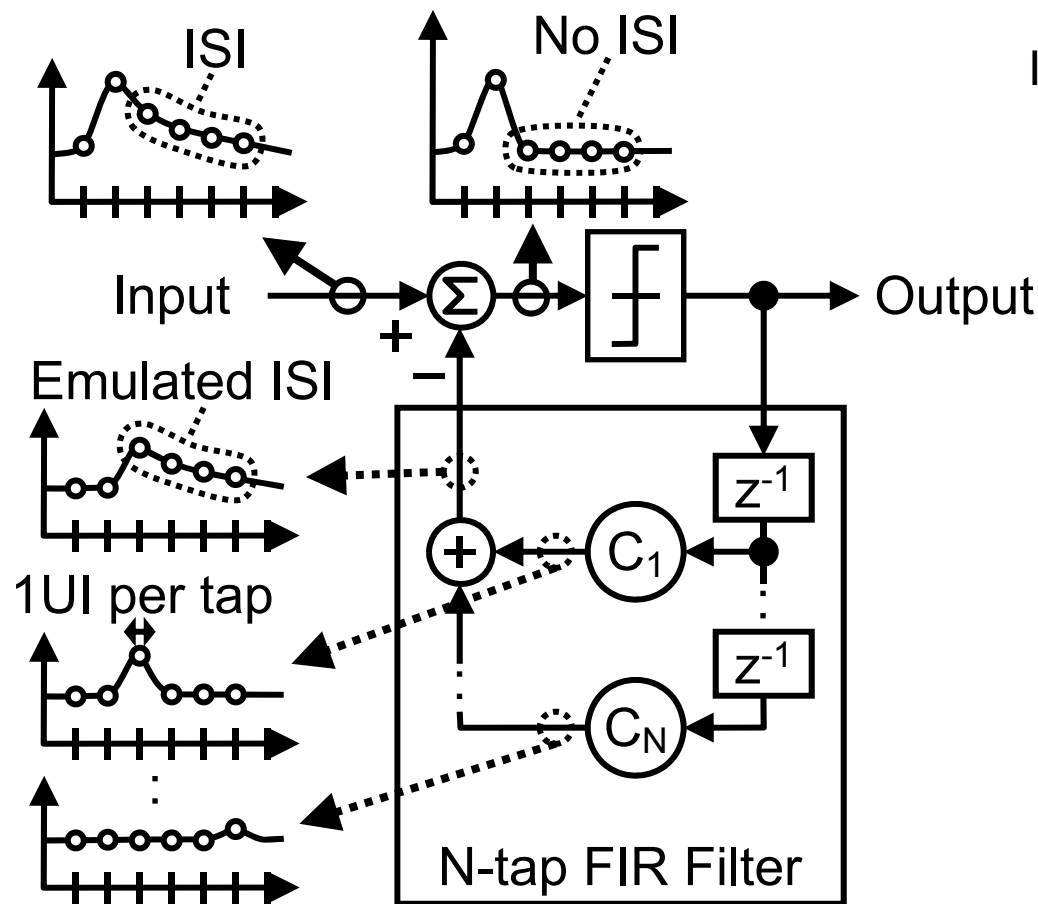 ISI
No ISI
I
Input
Σ
Output
+
−
Emulated ISI
z⁻¹
C₁
+
1UI per tap
z⁻¹
C_N
N-tap FIR Filter